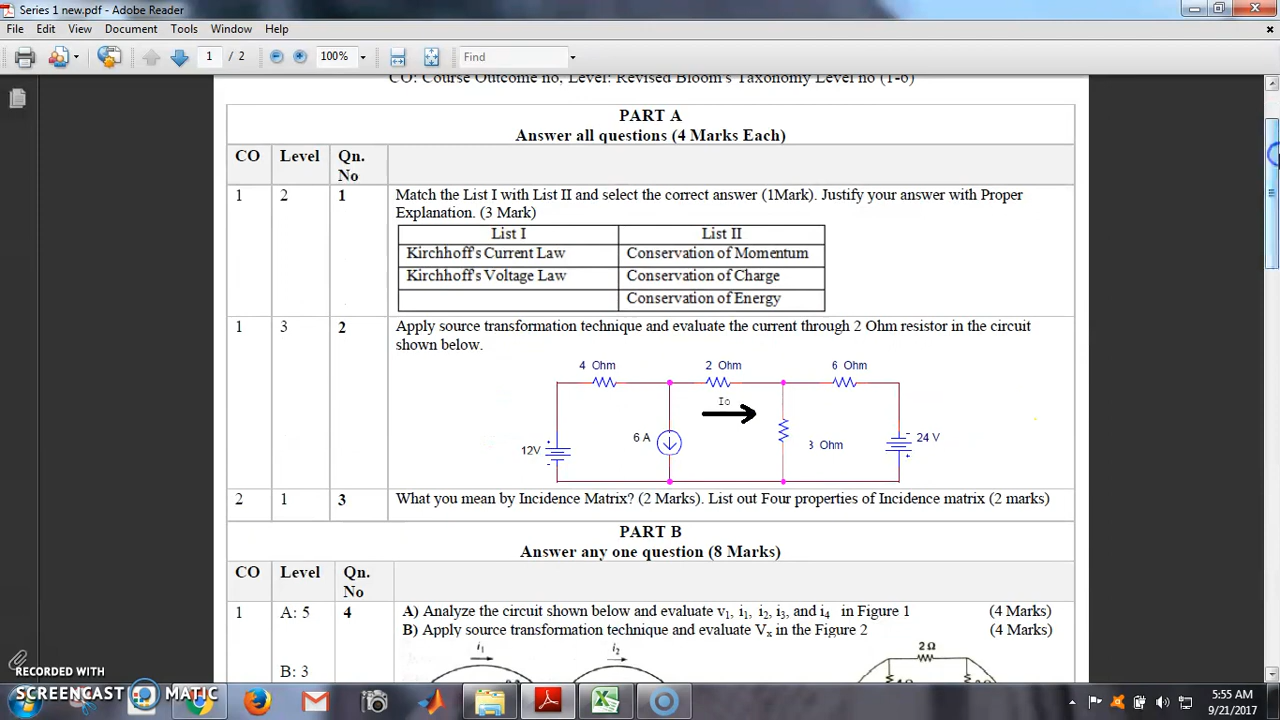 Series 1 new.pdf - Adobe Reader
File Edit View Document Tools Window Help
1 / 2 100% Find
CO: Course Outcome no, Level: Revised Bloom's Taxonomy Level no (1-6)
PART A
Answer all questions (4 Marks Each)
CO Level Qn. No
1 2 1 Match the List I with List II and select the correct answer (1Mark). Justify your answer with Proper
Explanation. (3 Mark)
List I List II
Kirchhoff's Current Law Conservation of Momentum
Kirchhoff's Voltage Law Conservation of Charge
Conservation of Energy
1 3 2 Apply source transformation technique and evaluate the current through 2 Ohm resistor in the circuit
shown below.
4 Ohm 2 Ohm 6 Ohm
Io
12V 6 A 3 Ohm 24 V
2 1 3 What you mean by Incidence Matrix? (2 Marks). List out Four properties of Incidence matrix (2 marks)
PART B
Answer any one question (8 Marks)
CO Level Qn. No
1 A: 5 4 A) Analyze the circuit shown below and evaluate v1, i1, i2, i3, and i4 in Figure 1 (4 Marks)
B) Apply source transformation technique and evaluate Vx in the Figure 2 (4 Marks)
i1 i2 2 Ω
B: 3
RECORDED WITH
SCREENCAST MATIC
5:55 AM
9/21/2017